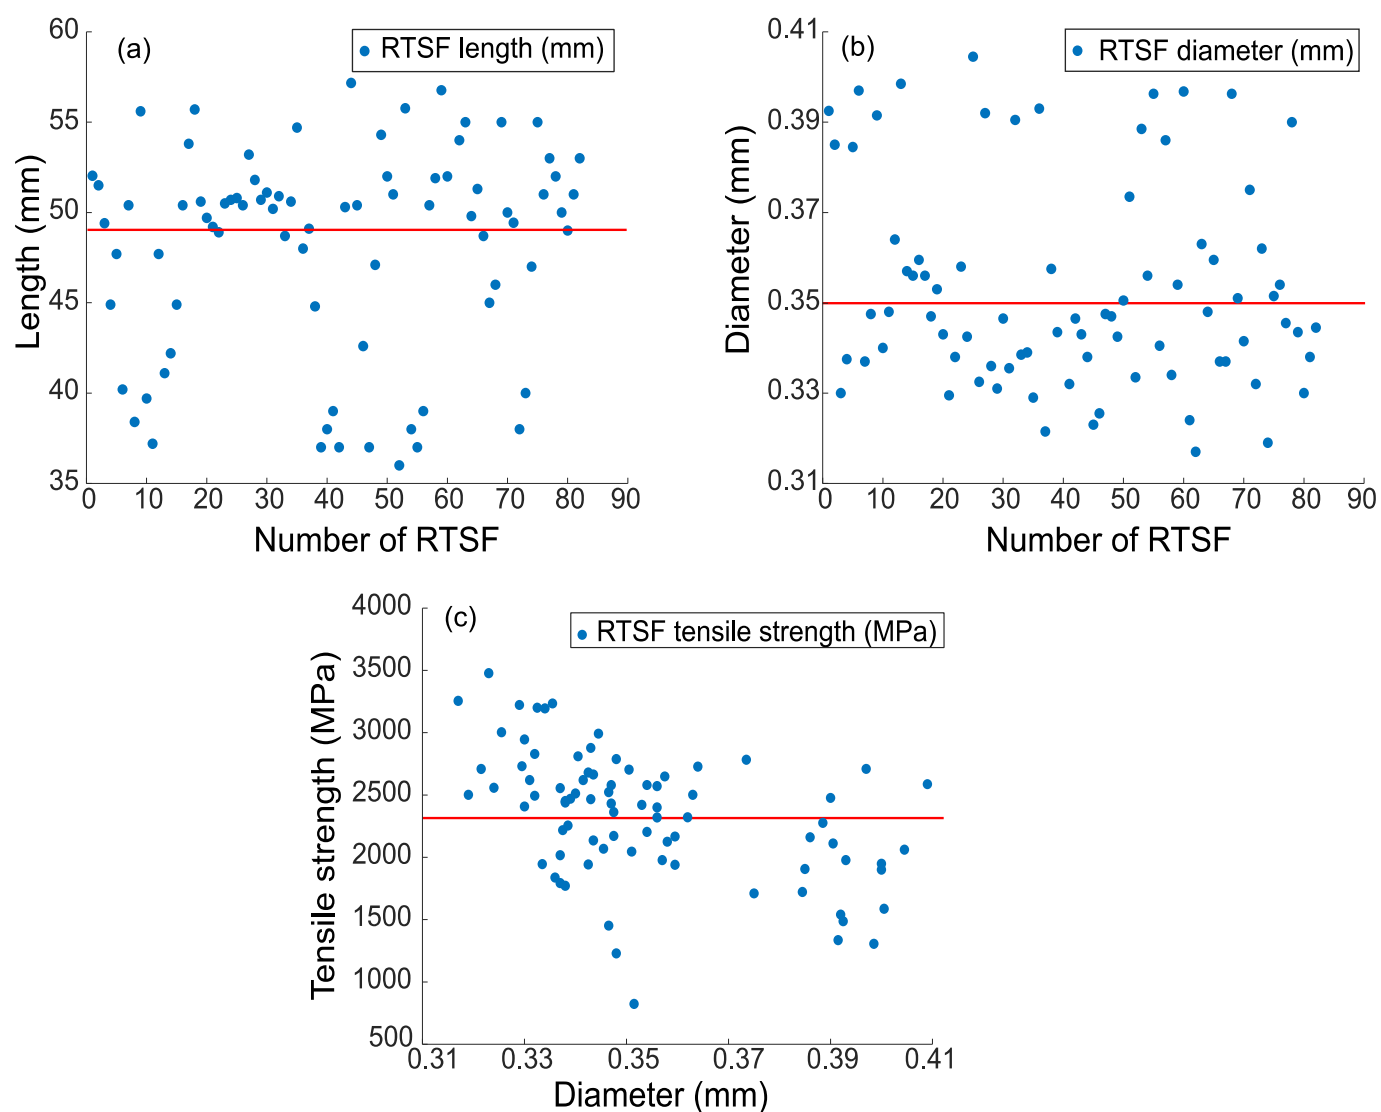 (a)
RTSF length (mm)
Length (mm)
60
55
50
45
40
35
0 10 20 30 40 50 60 70 80 90
Number of RTSF
(b)
RTSF diameter (mm)
Diameter (mm)
0.41
0.39
0.37
0.35
0.33
0.31
0 10 20 30 40 50 60 70 80 90
Number of RTSF
(c)
RTSF tensile strength (MPa)
Tensile strength (MPa)
4000
3500
3000
2500
2000
1500
1000
500
0.31 0.33 0.35 0.37 0.39 0.41
Diameter (mm)